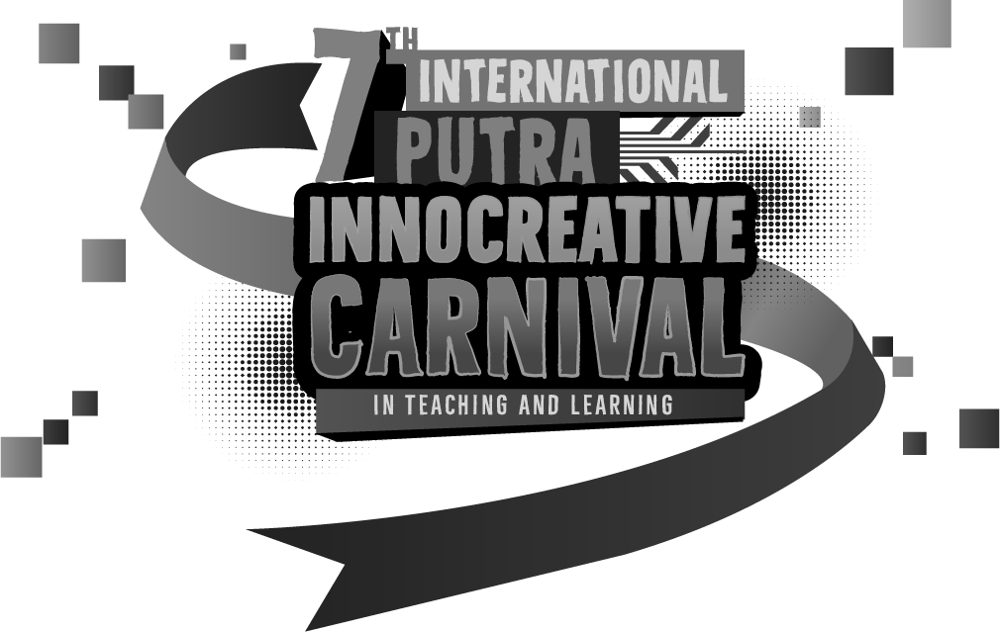 7TH
INTERNATIONAL
PUTRA
INNOCREATIVE
CARNIVAL
IN TEACHING AND LEARNING